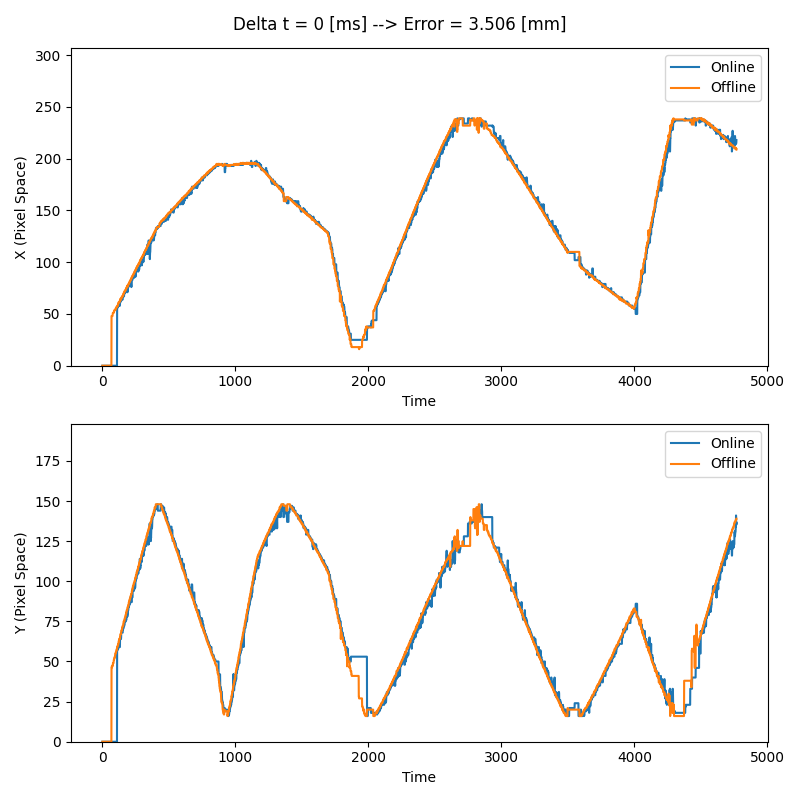 Delta t = 0 [ms] --> Error = 3.506 [mm]
X (Pixel Space)
300
250
200
150
100
50
0
Online
Offline
0 1000 2000 3000 4000 5000
Time
Y (Pixel Space)
175
150
125
100
75
50
25
0
Online
Offline
0 1000 2000 3000 4000 5000
Time